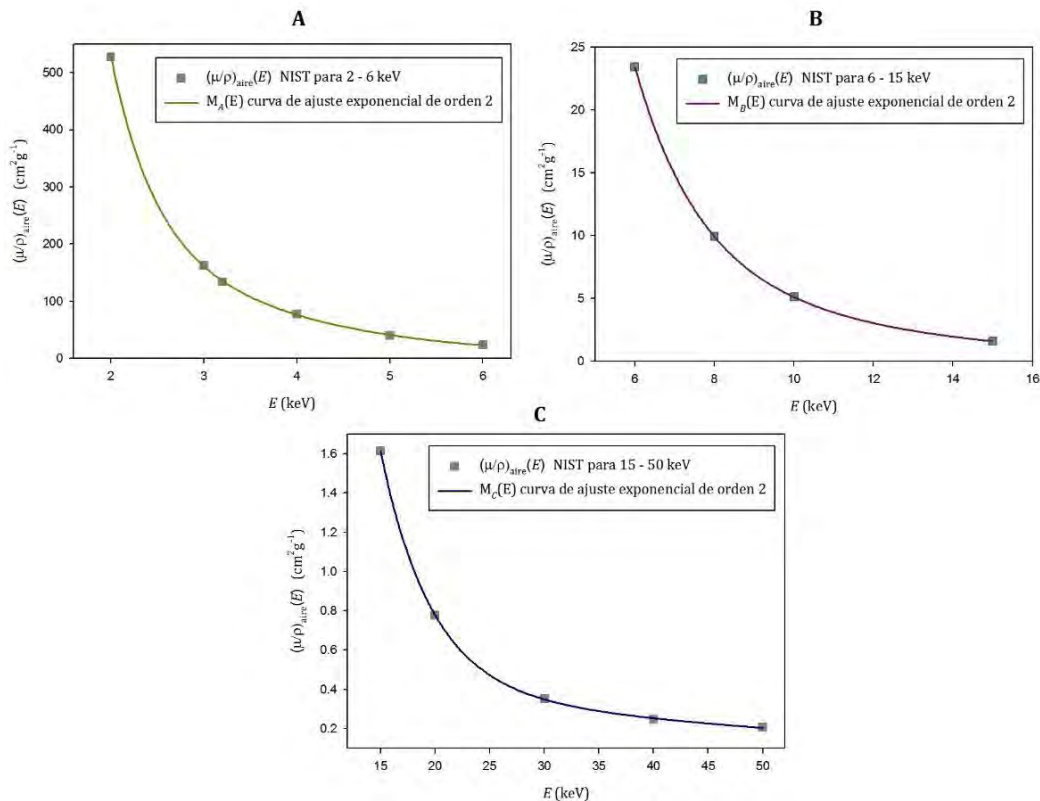 A
(μ/ρ)aire(E) (cm²g⁻¹)
500
400
300
200
100
0
(μ/ρ)aire(E) NIST para 2 - 6 keV
M_A(E) curva de ajuste exponencial de orden 2
2 3 4 5 6
E (keV)
B
(μ/ρ)aire(E) (cm²g⁻¹)
25
20
15
10
5
0
(μ/ρ)aire(E) NIST para 6 - 15 keV
M_B(E) curva de ajuste exponencial de orden 2
6 8 10 12 14 16
E (keV)
C
(μ/ρ)aire(E) (cm²g⁻¹)
1.6
1.4
1.2
1.0
0.8
0.6
0.4
0.2
(μ/ρ)aire(E) NIST para 15 - 50 keV
M_C(E) curva de ajuste exponencial de orden 2
15 20 25 30 35 40 45 50
E (keV)